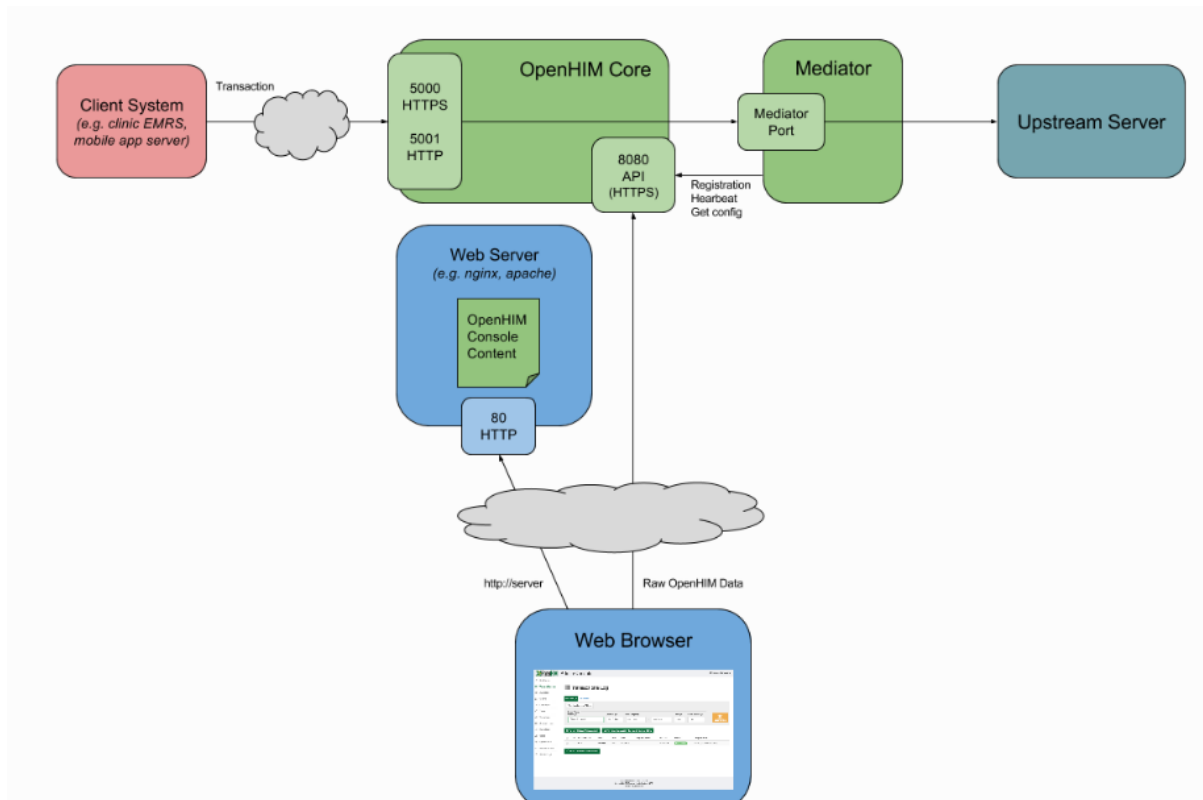 Client System
(e.g. clinic EMRS,
mobile app server)
Transaction
5000
HTTPS
5001
HTTP
OpenHIM Core
8080
API
(HTTPS)
Mediator
Mediator
Port
Registration
Hearbeat
Get config
Upstream Server
Web Server
(e.g. nginx, apache)
OpenHIM
Console
Content
80
HTTP
http://server
Raw OpenHIM Data
Web Browser